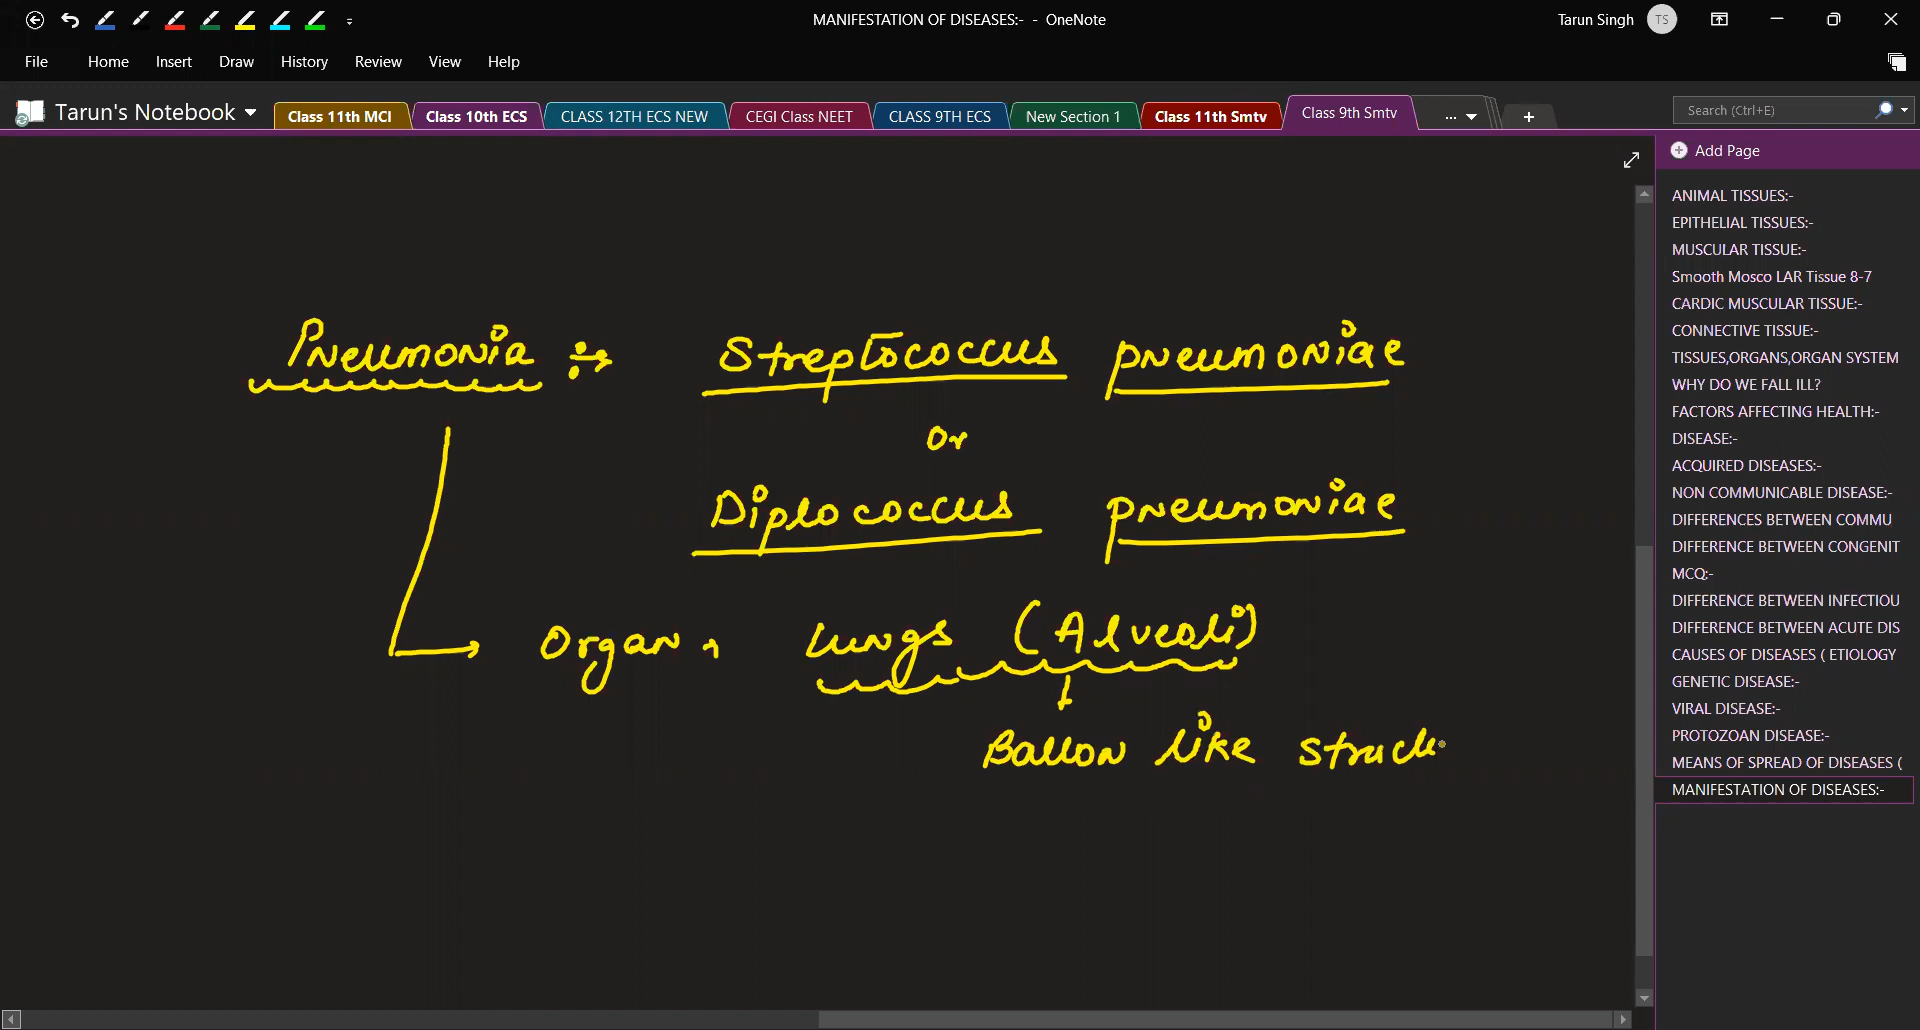 MANIFESTATION OF DISEASES:- - OneNote
Tarun Singh TS
File Home Insert Draw History Review View Help
Tarun's Notebook Class 11th MCI Class 10th ECS CLASS 12TH ECS NEW CEGI Class NEET CLASS 9TH ECS New Section 1 Class 11th Smtv Class 9th Smtv ... + Search (Ctrl+E)
Add Page
ANIMAL TISSUES:-
EPITHELIAL TISSUES:-
MUSCULAR TISSUE:-
Smooth Mosco LAR Tissue 8-7
CARDIC MUSCULAR TISSUE:-
CONNECTIVE TISSUE:-
TISSUES,ORGANS,ORGAN SYSTEM
WHY DO WE FALL ILL?
FACTORS AFFECTING HEALTH:-
DISEASE:-
ACQUIRED DISEASES:-
NON COMMUNICABLE DISEASE:-
DIFFERENCES BETWEEN COMMU
DIFFERENCE BETWEEN CONGENIT
MCQ:-
DIFFERENCE BETWEEN INFECTIOU
DIFFERENCE BETWEEN ACUTE DIS
CAUSES OF DISEASES ( ETIOLOGY
GENETIC DISEASE:-
VIRAL DISEASE:-
PROTOZOAN DISEASE:-
MEANS OF SPREAD OF DISEASES (
MANIFESTATION OF DISEASES:-
Pneumonia :→ Streptococcus pneumoniae
Or
Diplococcus pneumoniae
→ Organ → Lungs (Alveoli)
Ballon like struct